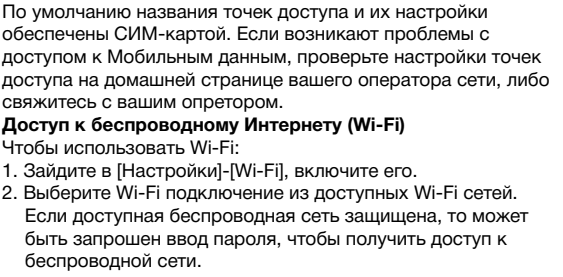 По умолчанию названия точек доступа и их настройки
обеспечены СИМ-картой. Если возникают проблемы с
доступом к Мобильным данным, проверьте настройки точек
доступа на домашней странице вашего оператора сети, либо
свяжитесь с вашим опретором.
Доступ к беспроводному Интернету (Wi-Fi)
Чтобы использовать Wi-Fi:
1. Зайдите в [Настройки]-[Wi-Fi], включите его.
2. Выберите Wi-Fi подключение из доступных Wi-Fi сетей.
Если доступная беспроводная сеть защищена, то может
быть запрошен ввод пароля, чтобы получить доступ к
беспроводной сети.